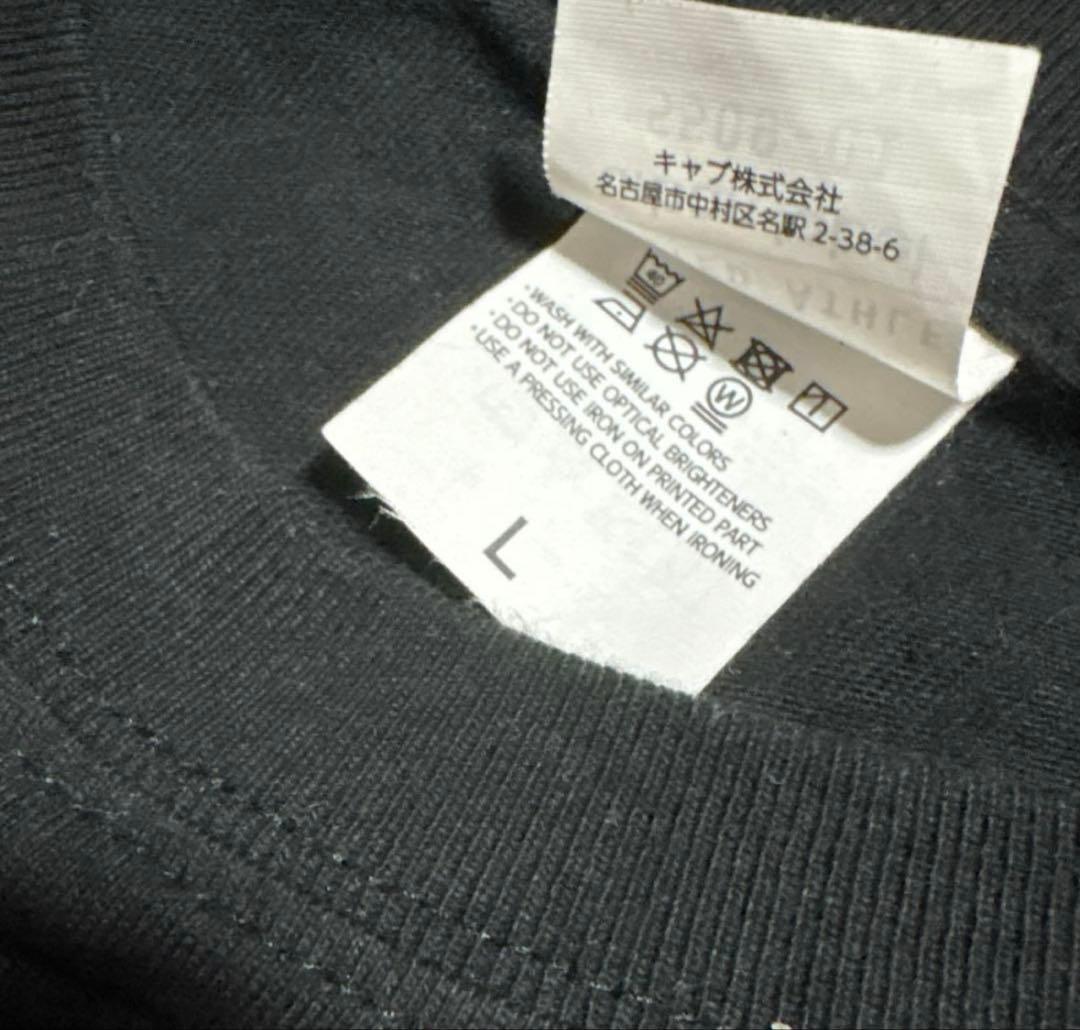 キャブ株式会社
名古屋市中村区名駅 2-38-6
40
W
・WASH WITH SIMILAR COLORS
・DO NOT USE OPTICAL BRIGHTENERS
・DO NOT USE IRON ON PRINTED PART
・USE A PRESSING CLOTH WHEN IRONING
L